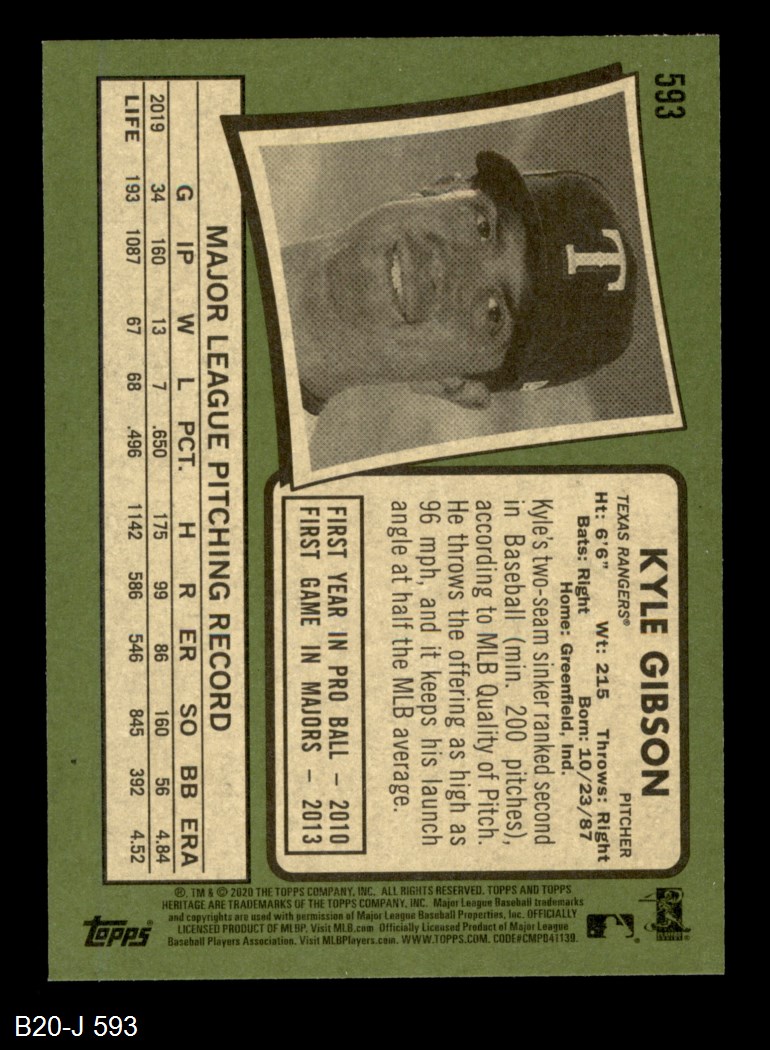 593
T
KYLE GIBSON
TEXAS RANGERS® PITCHER
Ht: 6'6" Wt: 215 Throws: Right
Bats: Right Born: 10/23/87
Home: Greenfield, Ind.
Kyle's two-seam sinker ranked second
in Baseball (min. 200 pitches),
according to MLB Quality of Pitch.
He throws the offering as high as
96 mph, and it keeps his launch
angle at half the MLB average.
FIRST YEAR IN PRO BALL – 2010
FIRST GAME IN MAJORS – 2013
MAJOR LEAGUE PITCHING RECORD
G IP W L PCT. H R ER SO BB ERA
2019 34 160 13 7 .650 175 99 86 160 56 4.84
LIFE 193 1087 67 68 .496 1142 586 546 845 392 4.52
®, TM & © 2020 THE TOPPS COMPANY, INC. ALL RIGHTS RESERVED. TOPPS AND TOPPS
HERITAGE ARE TRADEMARKS OF THE TOPPS COMPANY, INC. Major League Baseball trademarks
and copyrights are used with permission of Major League Baseball Properties, Inc. OFFICIALLY
LICENSED PRODUCT OF MLBP. Visit MLB.com Officially Licensed Product of Major League
Baseball Players Association. Visit MLBPlayers.com. WWW.TOPPS.COM. CODE#CMPD41130.
topps
B20-J 593